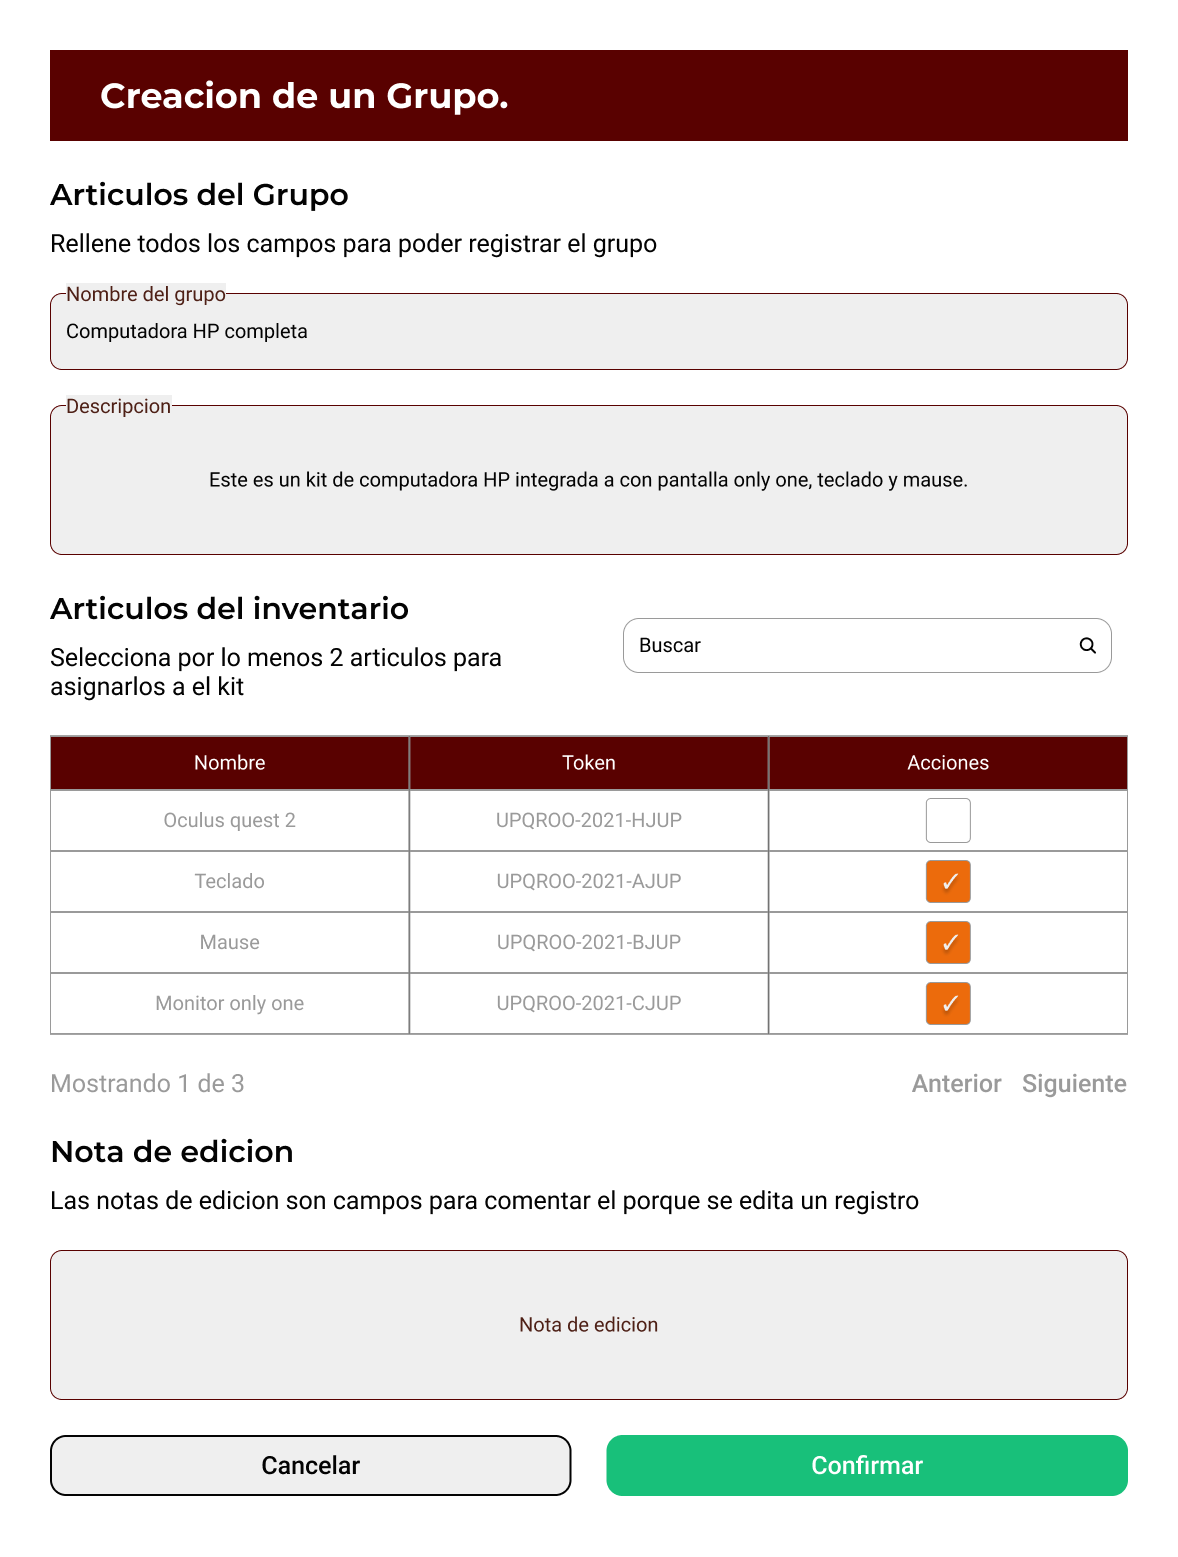 Creacion de un Grupo.
Articulos del Grupo
Rellene todos los campos para poder registrar el grupo
Nombre del grupo
Computadora HP completa
Descripcion
Este es un kit de computadora HP integrada a con pantalla only one, teclado y mause.
Articulos del inventario
Selecciona por lo menos 2 articulos para
asignarlos a el kit
Buscar
Nombre Token Acciones
Oculus quest 2 UPQROO-2021-HJUP
Teclado UPQROO-2021-AJUP ✓
Mause UPQROO-2021-BJUP ✓
Monitor only one UPQROO-2021-CJUP ✓
Mostrando 1 de 3 Anterior Siguiente
Nota de edicion
Las notas de edicion son campos para comentar el porque se edita un registro
Nota de edicion
Cancelar Confirmar